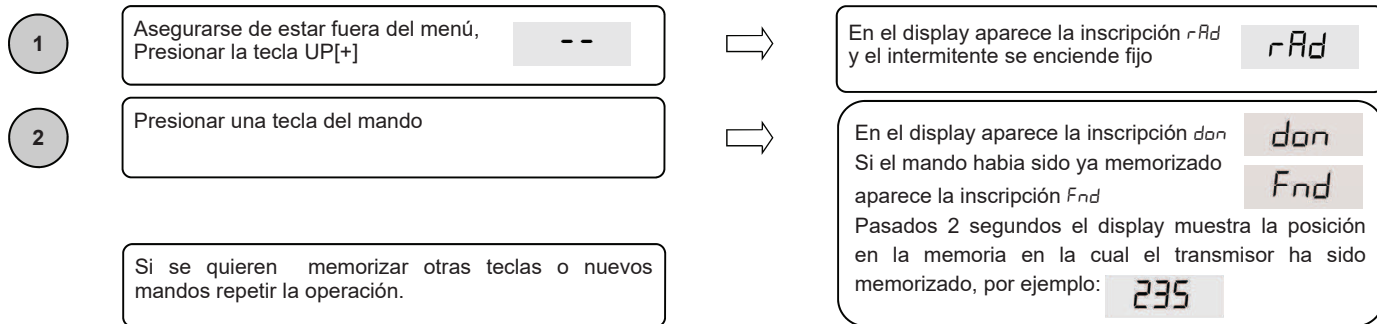 1
Asegurarse de estar fuera del menú,
Presionar la tecla UP[+]
--
En el display aparece la inscripción rAd
y el intermitente se enciende fijo
rAd
2
Presionar una tecla del mando
En el display aparece la inscripción don
don
Si el mando habia sido ya memorizado
aparece la inscripción Fnd
Fnd
Pasados 2 segundos el display muestra la posición
en la memoria en la cual el transmisor ha sido
memorizado, por ejemplo:
235
Si se quieren memorizar otras teclas o nuevos
mandos repetir la operación.